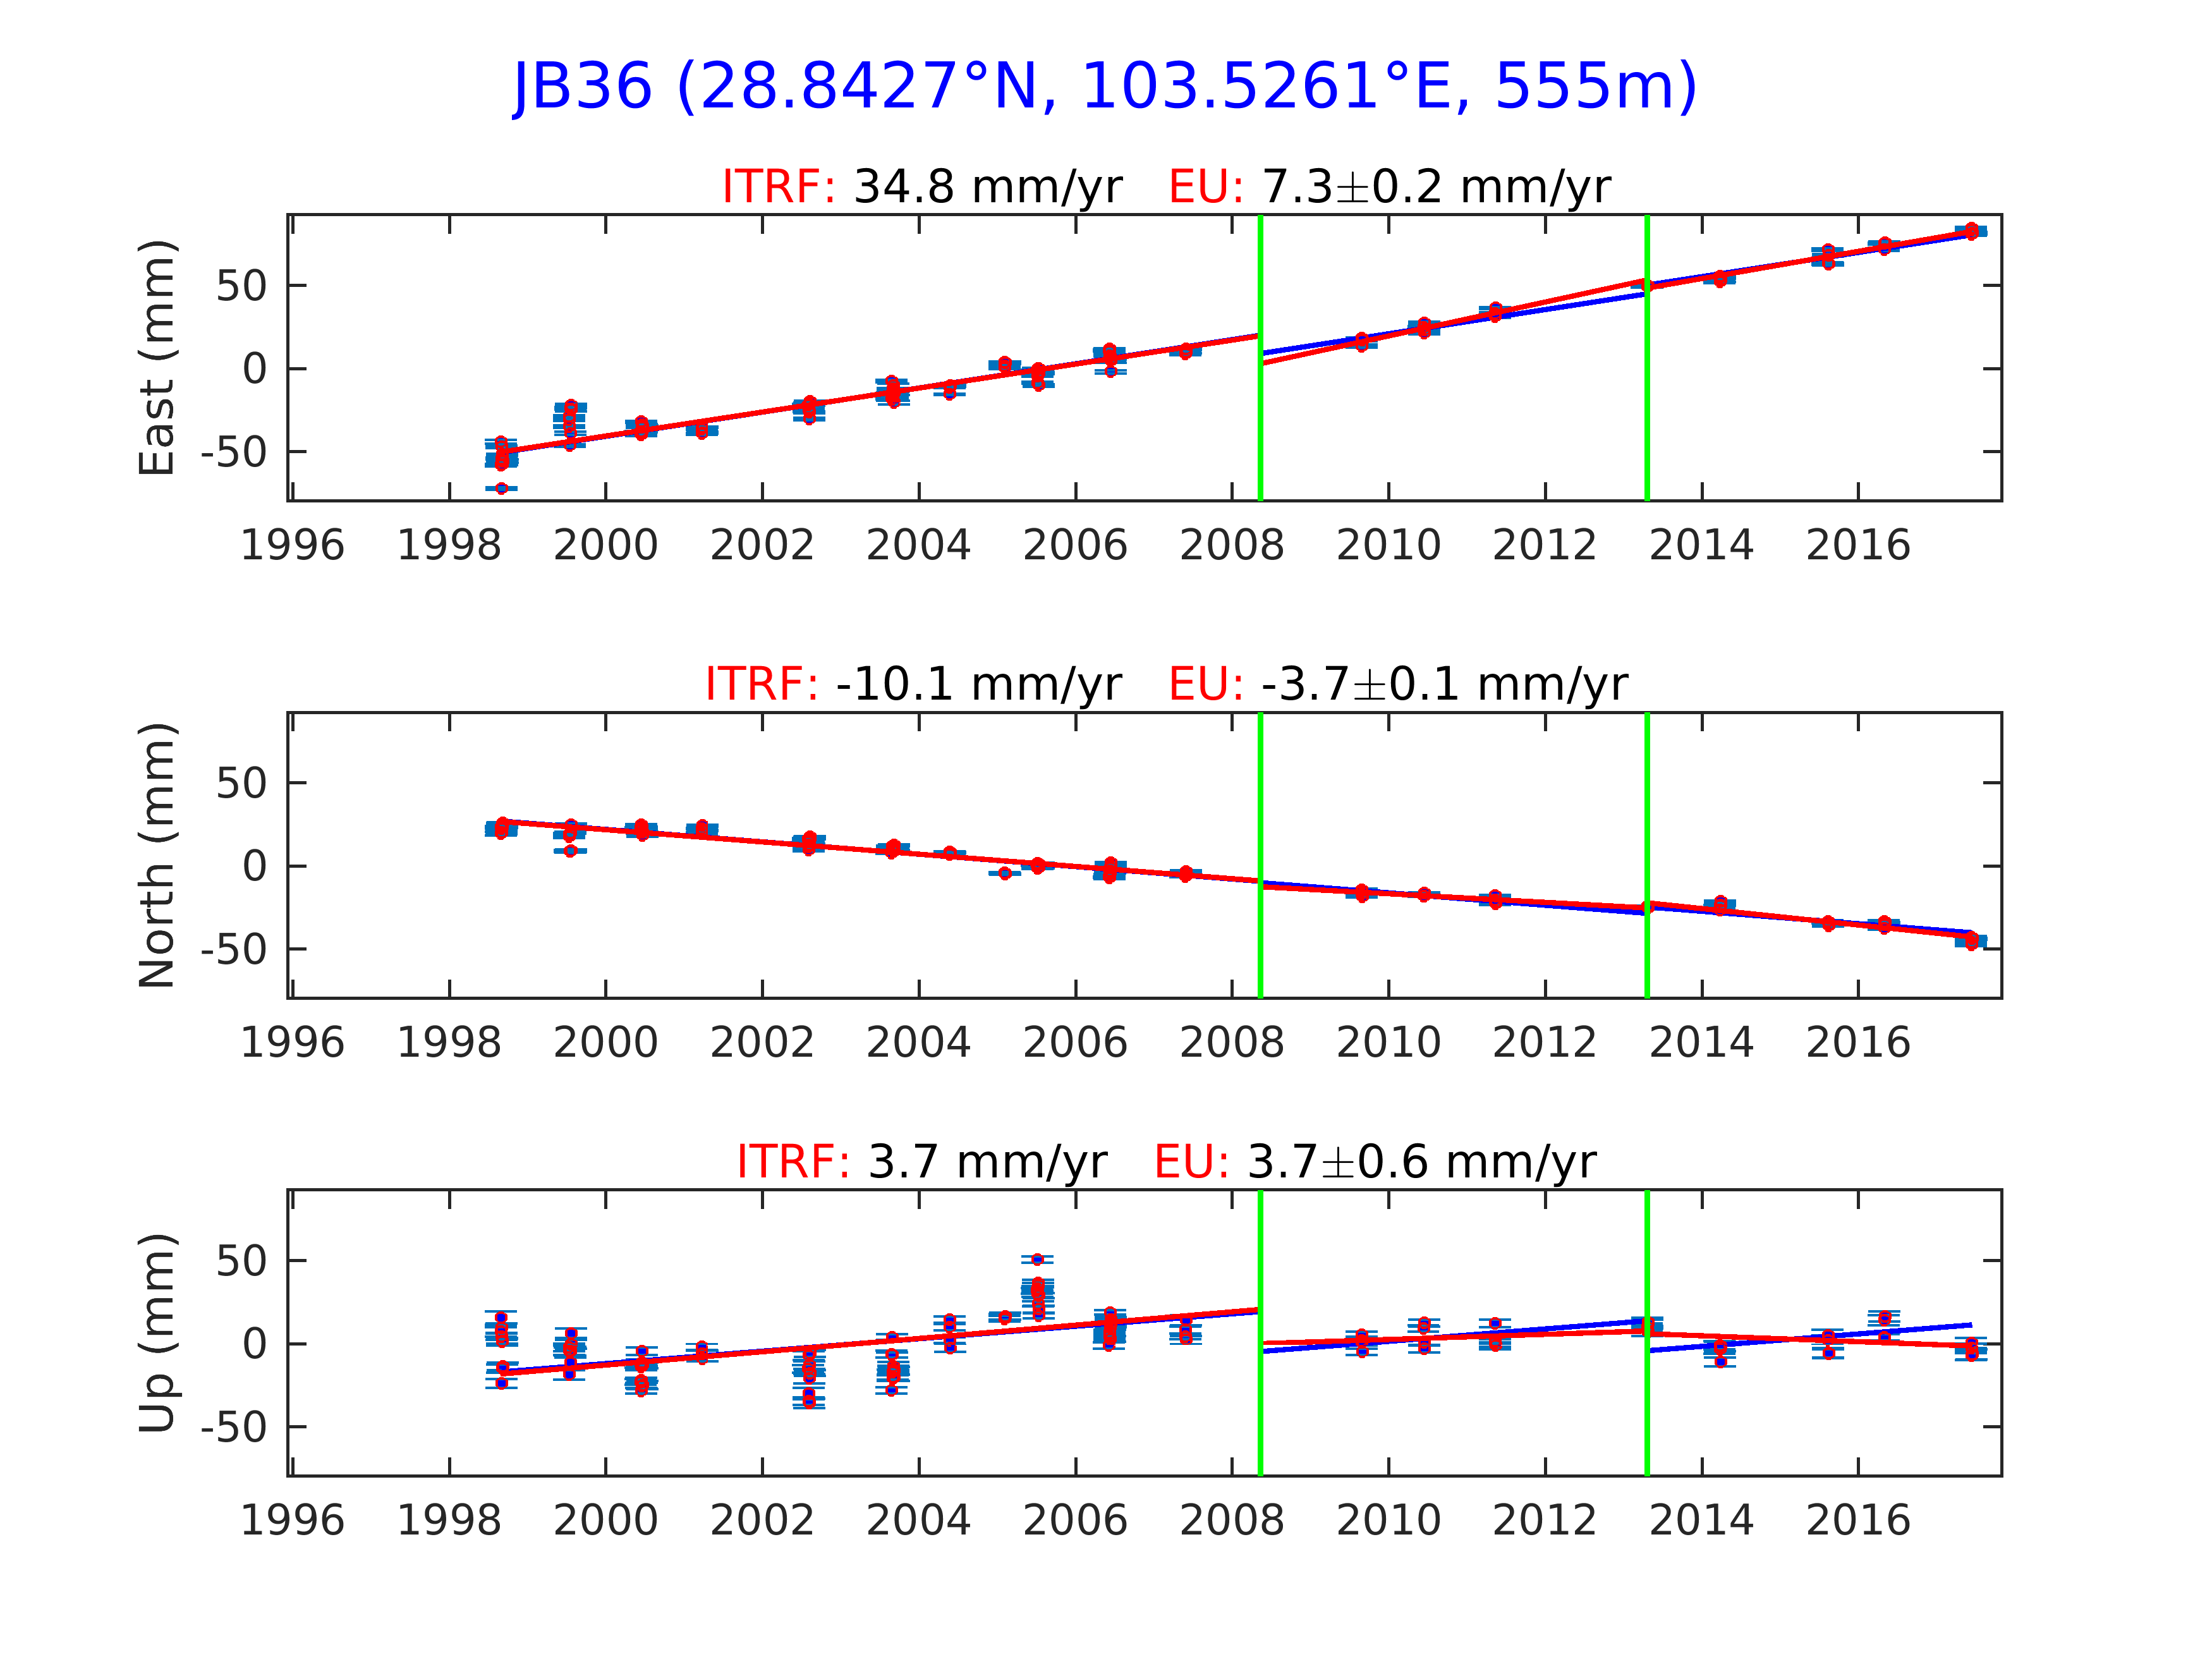 JB36 (28.8427°N, 103.5261°E, 555m)
ITRF: 34.8 mm/yr EU: 7.3±0.2 mm/yr
East (mm)
50
0
-50
1996 1998 2000 2002 2004 2006 2008 2010 2012 2014 2016
ITRF: -10.1 mm/yr EU: -3.7±0.1 mm/yr
North (mm)
50
0
-50
1996 1998 2000 2002 2004 2006 2008 2010 2012 2014 2016
ITRF: 3.7 mm/yr EU: 3.7±0.6 mm/yr
Up (mm)
50
0
-50
1996 1998 2000 2002 2004 2006 2008 2010 2012 2014 2016